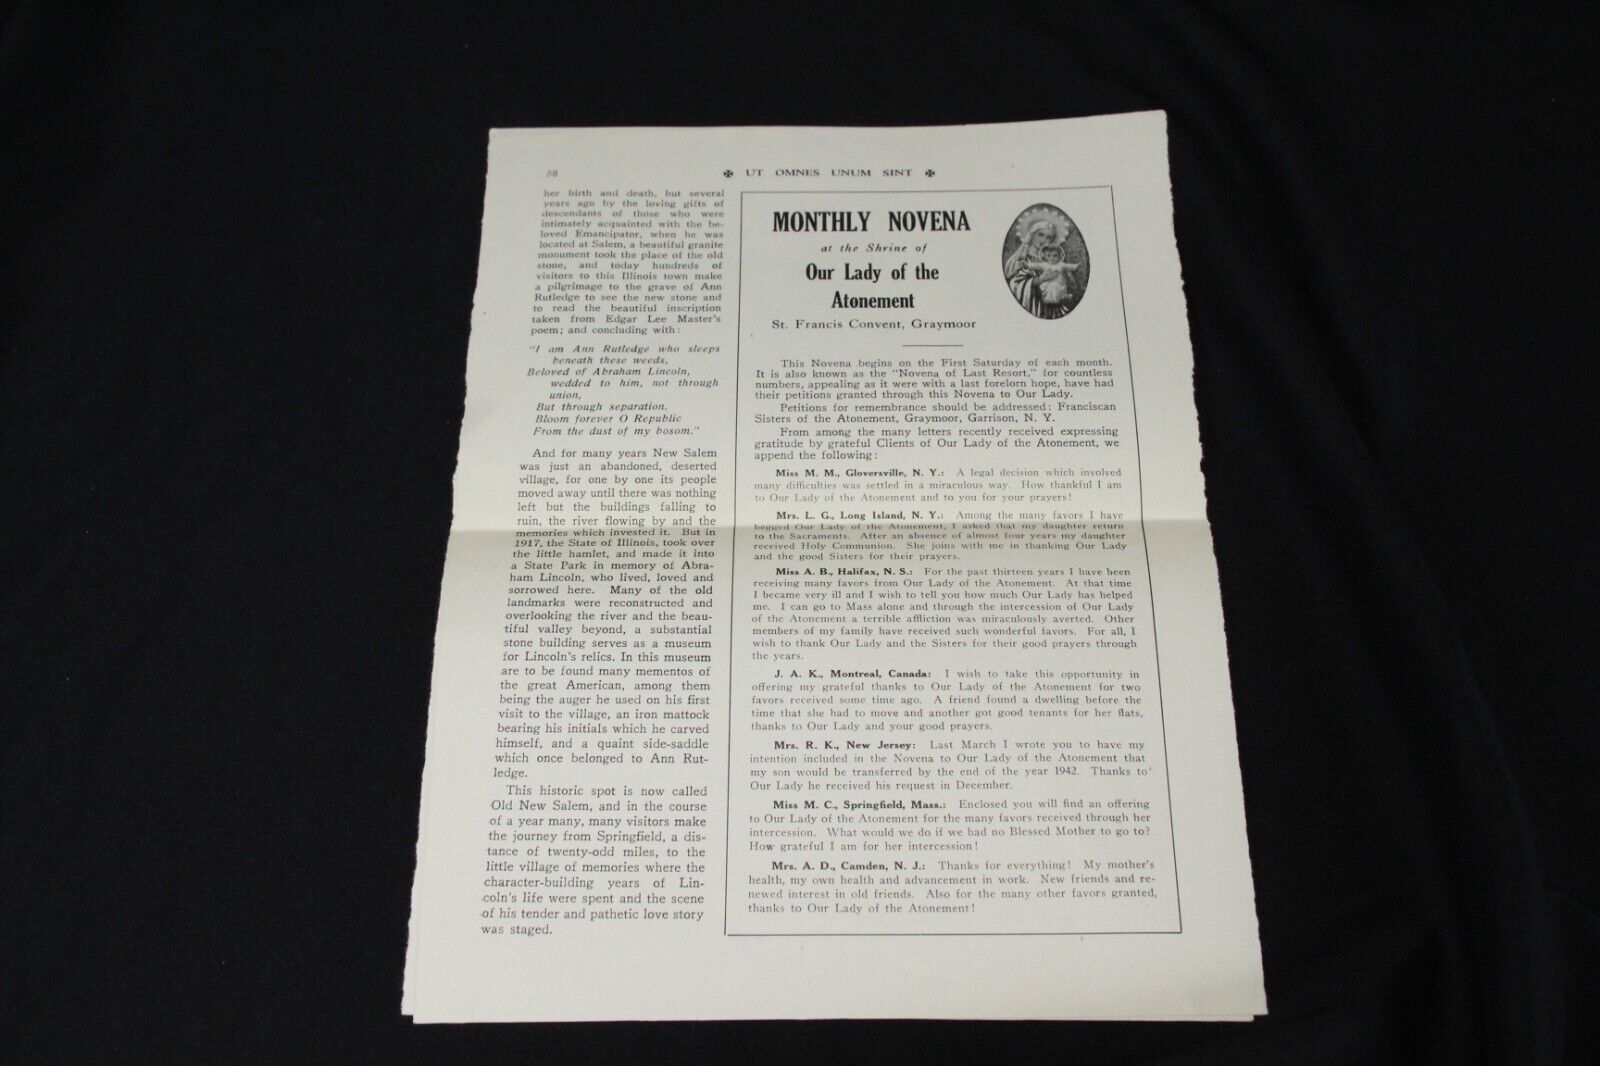 58
✠ UT OMNES UNUM SINT ✠
her birth and death, but several
years ago by the loving gifts of
descendants of those who were
intimately acquainted with the be-
loved Emancipator, when he was
located at Salem, a beautiful granite
monument took the place of the old
stone, and today hundreds of
visitors to this Illinois town make
a pilgrimage to the grave of Ann
Rutledge to see the new stone and
to read the beautiful inscription
taken from Edgar Lee Master's
poem; and concluding with:
"I am Ann Rutledge who sleeps
beneath these weeds,
Beloved of Abraham Lincoln,
wedded to him, not through
union,
But through separation.
Bloom forever O Republic
From the dust of my bosom."
And for many years New Salem
was just an abandoned, deserted
village, for one by one its people
moved away until there was nothing
left but the buildings falling to
ruin, the river flowing by and the
memories which invested it. But in
1917, the State of Illinois, took over
the little hamlet, and made it into
a State Park in memory of Abra-
ham Lincoln, who lived, loved and
sorrowed here. Many of the old
landmarks were reconstructed and
overlooking the river and the beau-
tiful valley beyond, a substantial
stone building serves as a museum
for Lincoln's relics. In this museum
are to be found many mementos of
the great American, among them
being the auger he used on his first
visit to the village, an iron mattock
bearing his initials which he carved
himself, and a quaint side-saddle
which once belonged to Ann Rut-
ledge.
This historic spot is now called
Old New Salem, and in the course
of a year many, many visitors make
the journey from Springfield, a dis-
tance of twenty-odd miles, to the
little village of memories where the
character-building years of Lin-
coln's life were spent and the scene
of his tender and pathetic love story
was staged.
MONTHLY NOVENA
at the Shrine of
Our Lady of the
Atonement
St. Francis Convent, Graymoor
This Novena begins on the First Saturday of each month.
It is also known as the "Novena of Last Resort," for countless
numbers, appealing as it were with a last forelorn hope, have had
their petitions granted through this Novena to Our Lady.
Petitions for remembrance should be addressed: Franciscan
Sisters of the Atonement, Graymoor, Garrison, N. Y.
From among the many letters recently received expressing
gratitude by grateful Clients of Our Lady of the Atonement, we
append the following:
Miss M. M., Gloversville, N. Y.: A legal decision which involved
many difficulties was settled in a miraculous way. How thankful I am
to Our Lady of the Atonement and to you for your prayers!
Mrs. L. G., Long Island, N. Y.: Among the many favors I have
begged Our Lady of the Atonement, I asked that my daughter return
to the Sacraments. After an absence of almost four years my daughter
received Holy Communion. She joins with me in thanking Our Lady
and the good Sisters for their prayers.
Miss A. B., Halifax, N. S.: For the past thirteen years I have been
receiving many favors from Our Lady of the Atonement. At that time
I became very ill and I wish to tell you how much Our Lady has helped
me. I can go to Mass alone and through the intercession of Our Lady
of the Atonement a terrible affliction was miraculously averted. Other
members of my family have received such wonderful favors. For all, I
wish to thank Our Lady and the Sisters for their good prayers through
the years.
J. A. K., Montreal, Canada: I wish to take this opportunity in
offering my grateful thanks to Our Lady of the Atonement for two
favors received some time ago. A friend found a dwelling before the
time that she had to move and another got good tenants for her flats,
thanks to Our Lady and your good prayers.
Mrs. R. K., New Jersey: Last March I wrote you to have my
intention included in the Novena to Our Lady of the Atonement that
my son would be transferred by the end of the year 1942. Thanks to
Our Lady he received his request in December.
Miss M. C., Springfield, Mass.: Enclosed you will find an offering
to Our Lady of the Atonement for the many favors received through her
intercession. What would we do if we had no Blessed Mother to go to?
How grateful I am for her intercession!
Mrs. A. D., Camden, N. J.: Thanks for everything! My mother's
health, my own health and advancement in work. New friends and re-
newed interest in old friends. Also for the many other favors granted,
thanks to Our Lady of the Atonement!